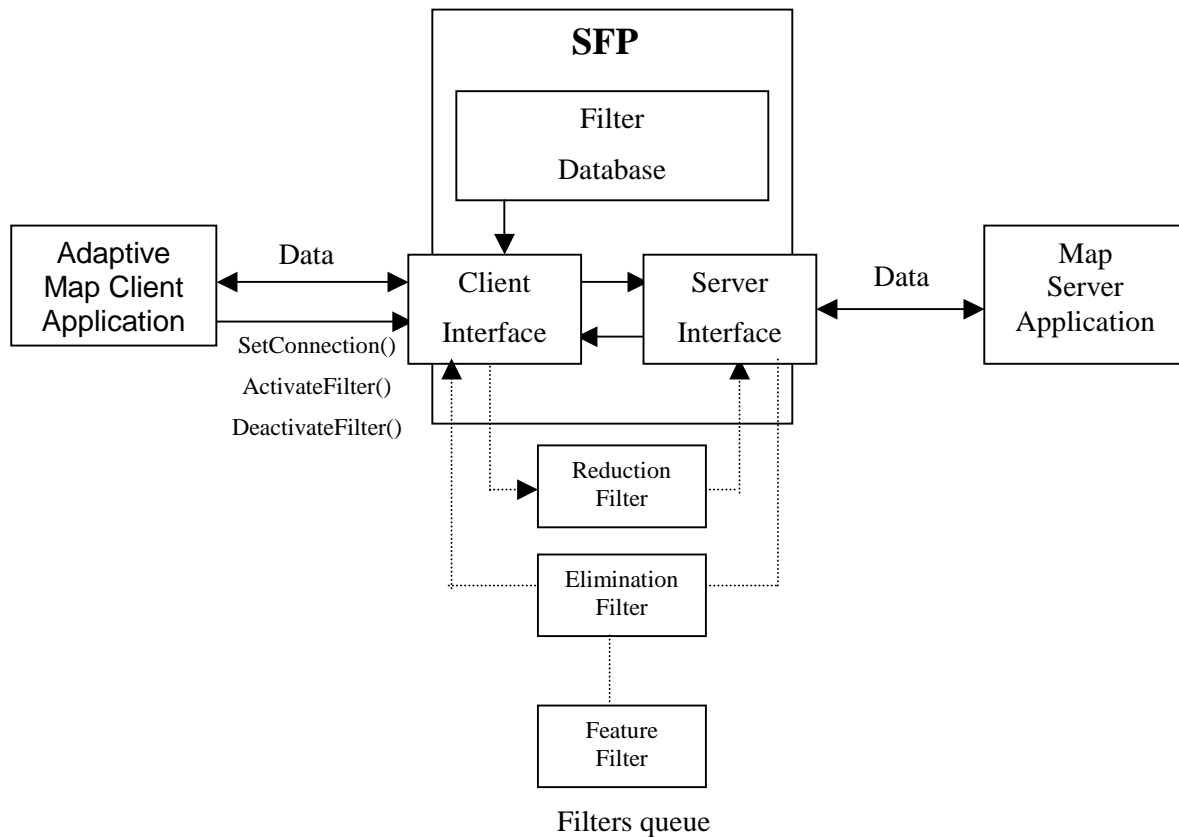 SFP
Filter
Database
Adaptive
Map Client
Application
Data
Client
Interface
Server
Interface
Data
Map
Server
Application
SetConnection()
ActivateFilter()
DeactivateFilter()
Reduction
Filter
Elimination
Filter
Feature
Filter
Filters queue